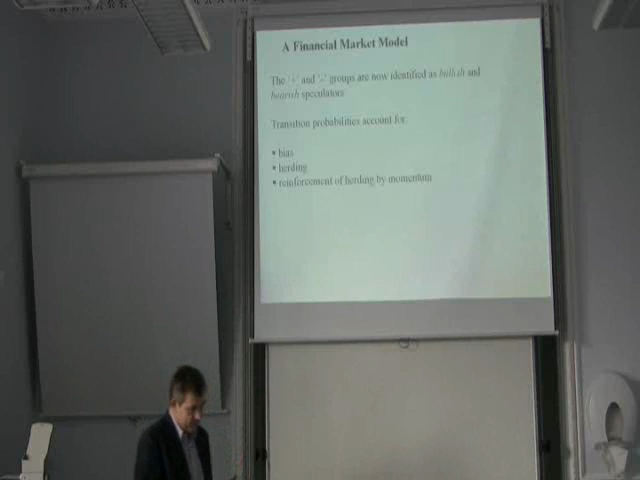 A Financial Market Model
The '+' and '-' groups are now identified as bullish and
bearish speculators
Transition probabilities account for
▪ bias
▪ herding
▪ reinforcement of herding by momentum